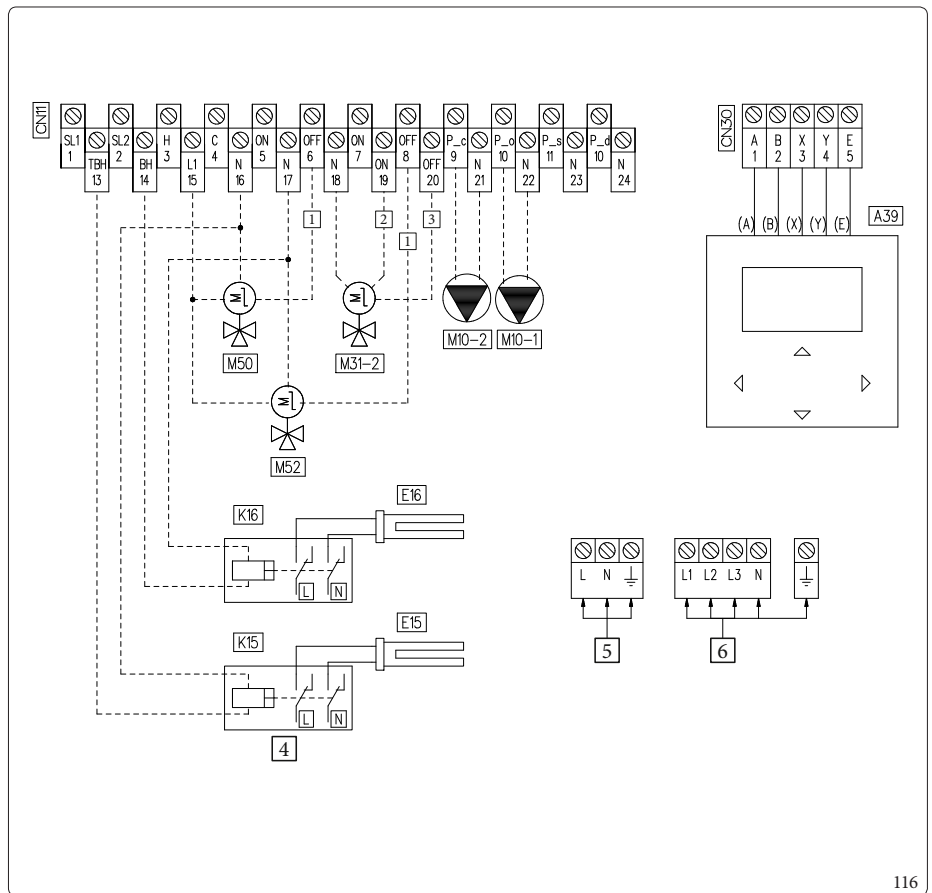 CN11
SL1 SL2 H C ON OFF ON OFF P_c P_o P_s P_d
1 2 3 4 5 6 7 8 9 10 11 10
TBH BH L1 N N N ON OFF N N N N
13 14 15 16 17 18 19 20 21 22 23 24
CN30
A B X Y E
1 2 3 4 5
(A) (B) (X) (Y) (E)
A39
1 2 3
1
M M
M50 M31-2 M10-2 M10-1
M
M52
K16 E16
L N
K15 E15
L N
4
L N
L1 L2 L3 N
5 6
116